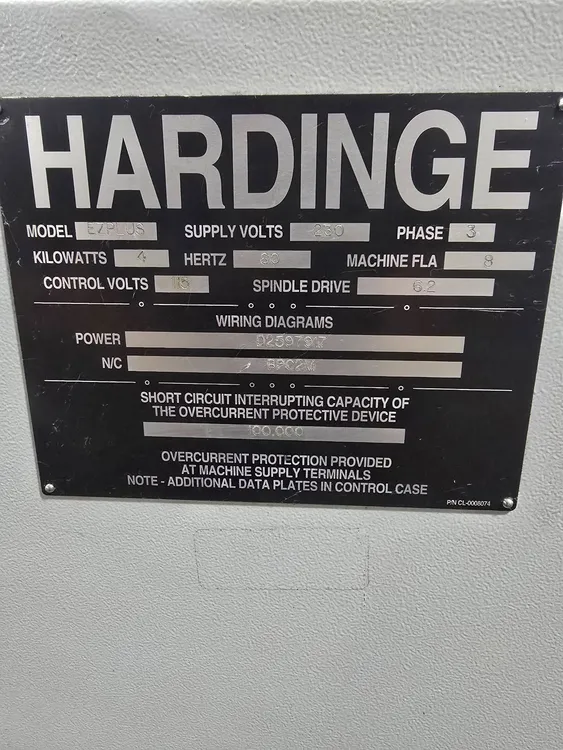 HARDINGE
MODEL EZPLUS SUPPLY VOLTS 230 PHASE 3
KILOWATTS 4 HERTZ 60 MACHINE FLA 8
CONTROL VOLTS SPINDLE DRIVE 6.2
WIRING DIAGRAMS
POWER
N/C
SHORT CIRCUIT INTERRUPTING CAPACITY OF
THE OVERCURRENT PROTECTIVE DEVICE
OVERCURRENT PROTECTION PROVIDED
AT MACHINE SUPPLY TERMINALS
NOTE - ADDITIONAL DATA PLATES IN CONTROL CASE
P/N CL-0008074